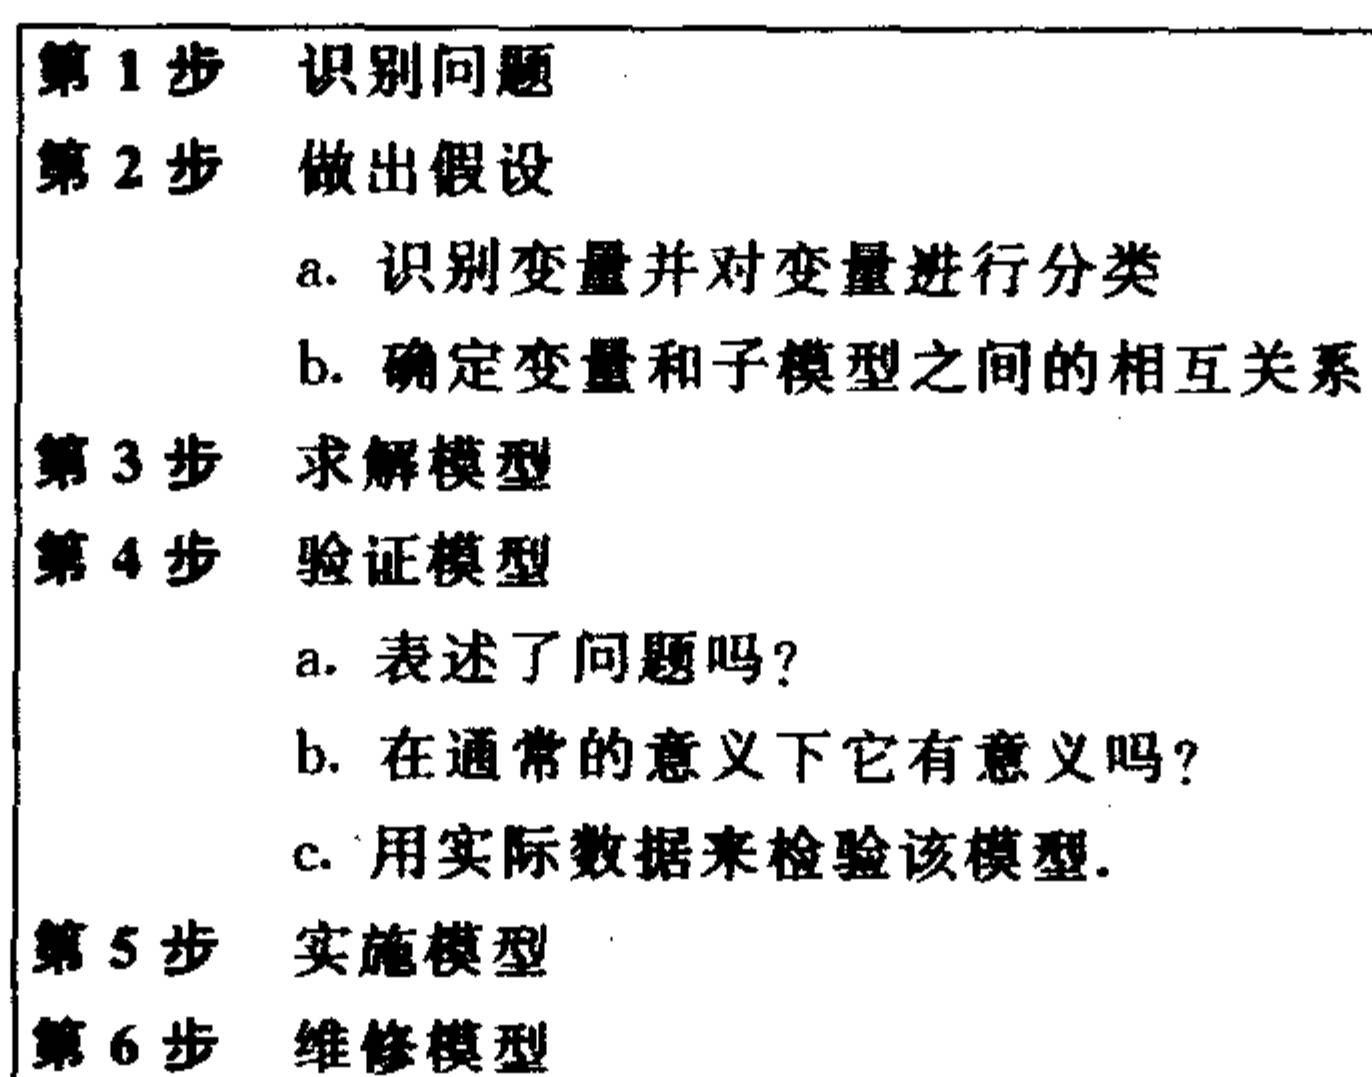 第 1 步 识别问题
第 2 步 做出假设
a. 识别变量并对变量进行分类
b. 确定变量和子模型之间的相互关系
第 3 步 求解模型
第 4 步 验证模型
a. 表述了问题吗?
b. 在通常的意义下它有意义吗?
c. 用实际数据来检验该模型.
第 5 步 实施模型
第 6 步 维修模型